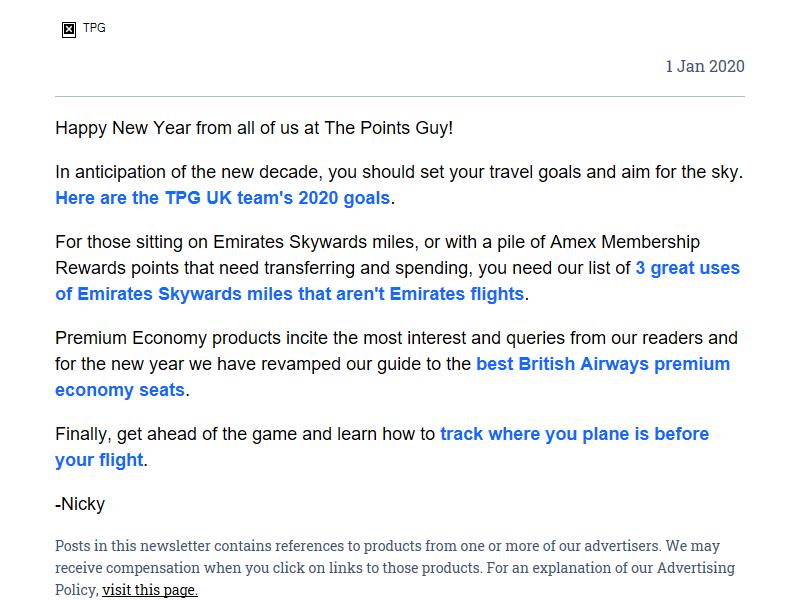 TPG
1 Jan 2020
Happy New Year from all of us at The Points Guy!
In anticipation of the new decade, you should set your travel goals and aim for the sky.
Here are the TPG UK team's 2020 goals.
For those sitting on Emirates Skywards miles, or with a pile of Amex Membership
Rewards points that need transferring and spending, you need our list of 3 great uses
of Emirates Skywards miles that aren't Emirates flights.
Premium Economy products incite the most interest and queries from our readers and
for the new year we have revamped our guide to the best British Airways premium
economy seats.
Finally, get ahead of the game and learn how to track where you plane is before
your flight.
-Nicky
Posts in this newsletter contains references to products from one or more of our advertisers. We may
receive compensation when you click on links to those products. For an explanation of our Advertising
Policy, visit this page.